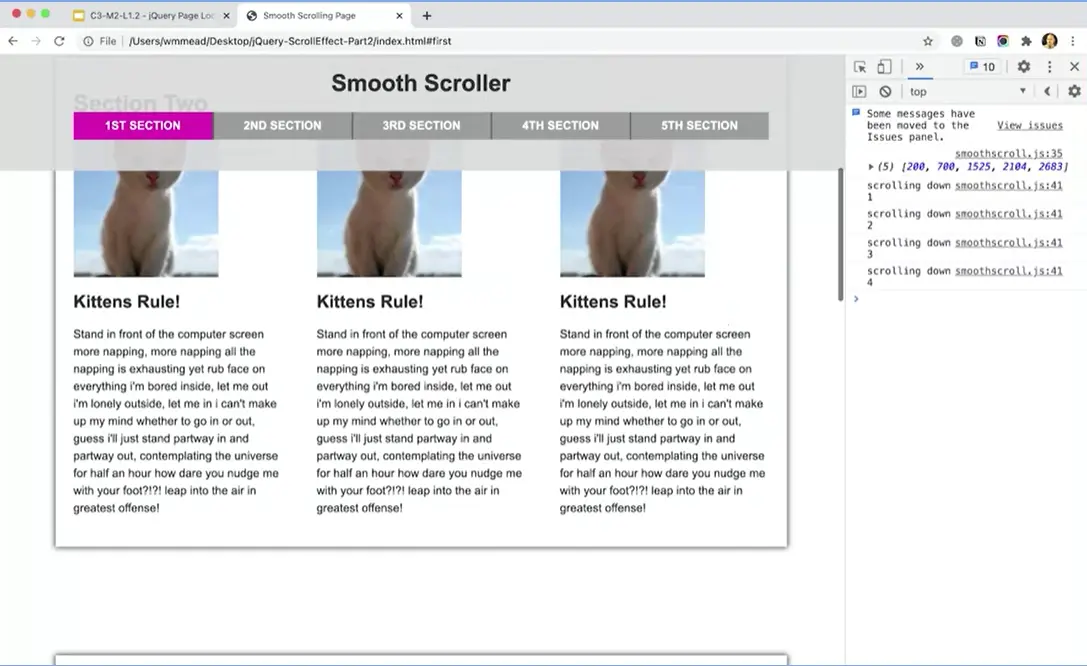 C3-M2-L1.2 - jQuery Page Loc
Smooth Scrolling Page
File | /Users/wmmead/Desktop/jQuery-ScrollEffect-Part2/index.html#first
Smooth Scroller
Section Two
1ST SECTION 2ND SECTION 3RD SECTION 4TH SECTION 5TH SECTION
Kittens Rule!
Stand in front of the computer screen
more napping, more napping all the
napping is exhausting yet rub face on
everything i'm bored inside, let me out
i'm lonely outside, let me in i can't make
up my mind whether to go in or out,
guess i'll just stand partway in and
partway out, contemplating the universe
for half an hour how dare you nudge me
with your foot?!?! leap into the air in
greatest offense!
Kittens Rule!
Stand in front of the computer screen
more napping, more napping all the
napping is exhausting yet rub face on
everything i'm bored inside, let me out
i'm lonely outside, let me in i can't make
up my mind whether to go in or out,
guess i'll just stand partway in and
partway out, contemplating the universe
for half an hour how dare you nudge me
with your foot?!?! leap into the air in
greatest offense!
Kittens Rule!
Stand in front of the computer screen
more napping, more napping all the
napping is exhausting yet rub face on
everything i'm bored inside, let me out
i'm lonely outside, let me in i can't make
up my mind whether to go in or out,
guess i'll just stand partway in and
partway out, contemplating the universe
for half an hour how dare you nudge me
with your foot?!?! leap into the air in
greatest offense!
10
top
Some messages have
been moved to the View issues
Issues panel.
smoothscroll.js:35
(5) [200, 700, 1525, 2104, 2683]
scrolling down smoothscroll.js:41
1
scrolling down smoothscroll.js:41
2
scrolling down smoothscroll.js:41
3
scrolling down smoothscroll.js:41
4